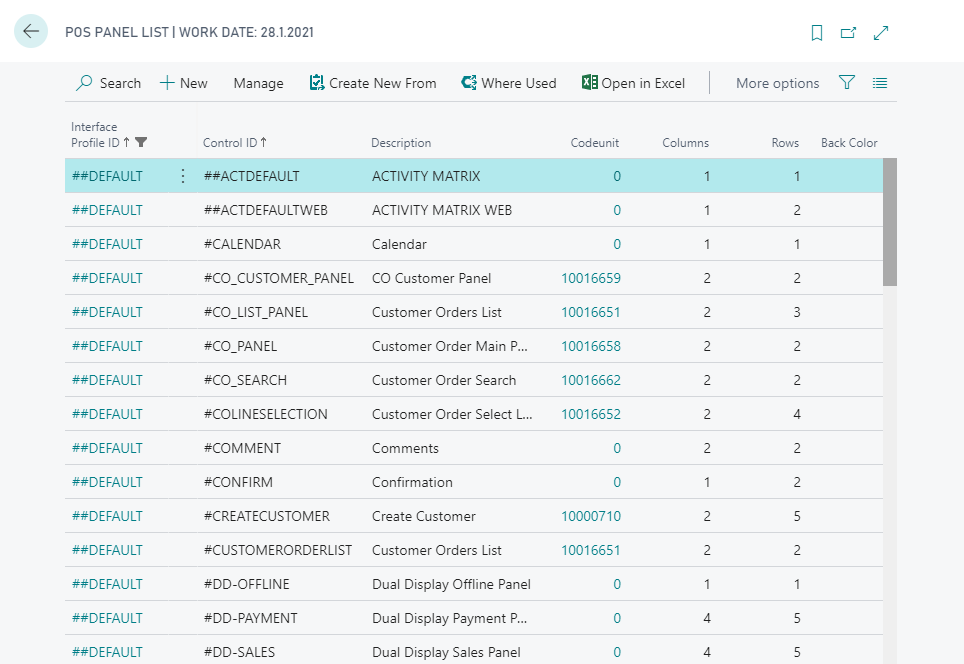 POS PANEL LIST | WORK DATE: 28.1.2021
Search New Manage Create New From Where Used Open in Excel More options
Interface
Profile ID ↑ Control ID ↑ Description Codeunit Columns Rows Back Color
##DEFAULT ##ACTDEFAULT ACTIVITY MATRIX 0 1 1
##DEFAULT ##ACTDEFAULTWEB ACTIVITY MATRIX WEB 0 1 2
##DEFAULT #CALENDAR Calendar 0 1 1
##DEFAULT #CO_CUSTOMER_PANEL CO Customer Panel 10016659 2 2
##DEFAULT #CO_LIST_PANEL Customer Orders List 10016651 2 3
##DEFAULT #CO_PANEL Customer Order Main P... 10016658 2 2
##DEFAULT #CO_SEARCH Customer Order Search 10016662 2 2
##DEFAULT #COLINESELECTION Customer Order Select L... 10016652 2 4
##DEFAULT #COMMENT Comments 0 2 2
##DEFAULT #CONFIRM Confirmation 0 1 2
##DEFAULT #CREATECUSTOMER Create Customer 10000710 2 5
##DEFAULT #CUSTOMERORDERLIST Customer Orders List 10016651 2 2
##DEFAULT #DD-OFFLINE Dual Display Offline Panel 0 1 1
##DEFAULT #DD-PAYMENT Dual Display Payment P... 0 4 5
##DEFAULT #DD-SALES Dual Display Sales Panel 0 4 5